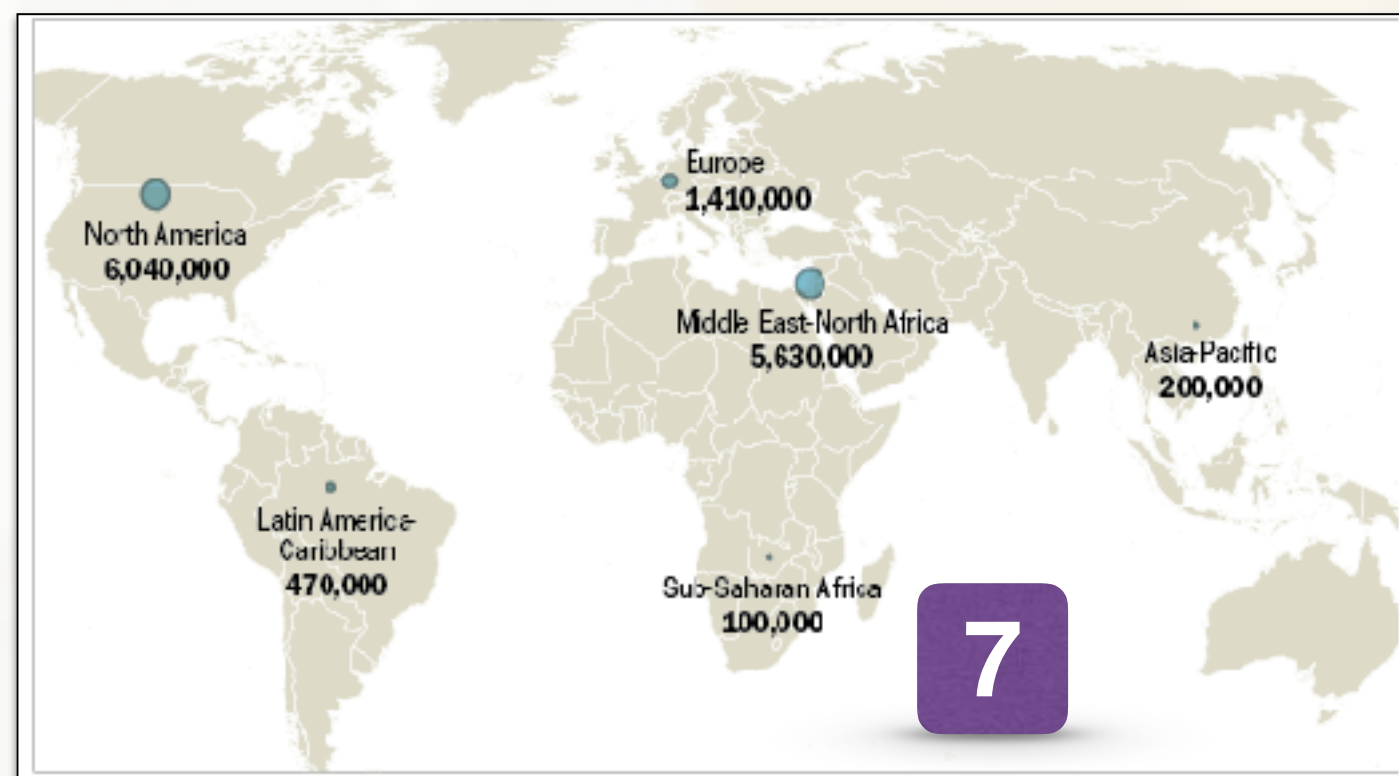 Europe
1,410,000
North America
6,040,000
Middle East-North Africa
5,630,000
Asia-Pacific
200,000
Latin America-
Caribbean
470,000
Sub-Saharan Africa
100,000
7